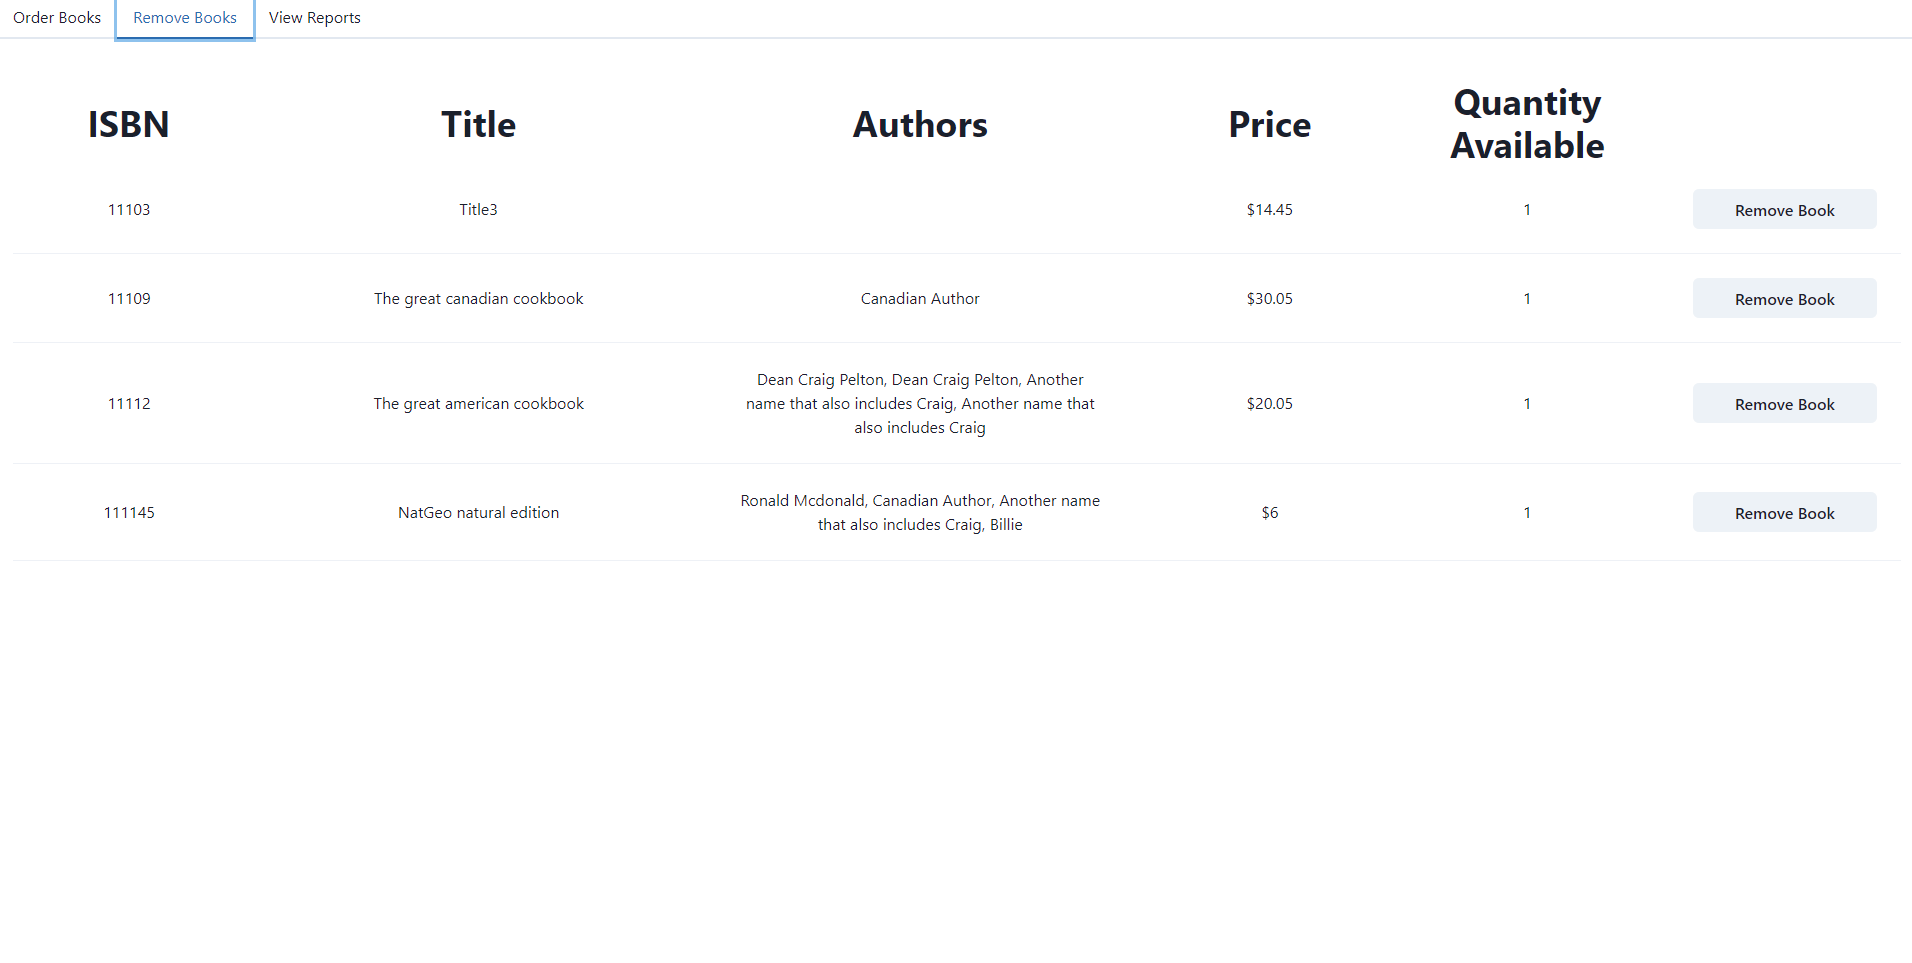 Order Books Remove Books View Reports
ISBN Title Authors Price Quantity Available
11103 Title3 $14.45 1 Remove Book
11109 The great canadian cookbook Canadian Author $30.05 1 Remove Book
11112 The great american cookbook Dean Craig Pelton, Dean Craig Pelton, Another
name that also includes Craig, Another name that
also includes Craig $20.05 1 Remove Book
111145 NatGeo natural edition Ronald Mcdonald, Canadian Author, Another name
that also includes Craig, Billie $6 1 Remove Book